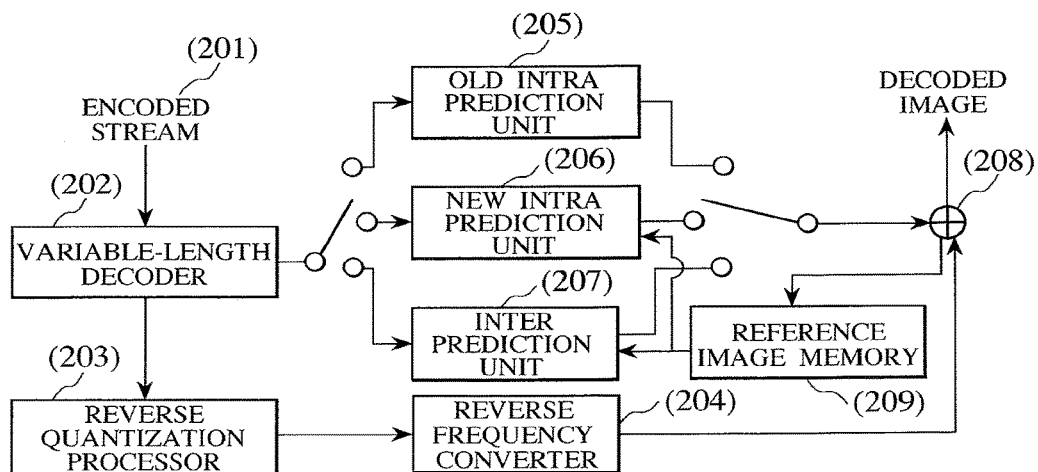 (201)
ENCODED
STREAM
(202)
VARIABLE-LENGTH
DECODER
(203)
REVERSE
QUANTIZATION
PROCESSOR
(205)
OLD INTRA
PREDICTION
UNIT
(206)
NEW INTRA
PREDICTION
UNIT
(207)
INTER
PREDICTION
UNIT
(204)
REVERSE
FREQUENCY
CONVERTER
DECODED
IMAGE
(208)
REFERENCE
IMAGE MEMORY
(209)